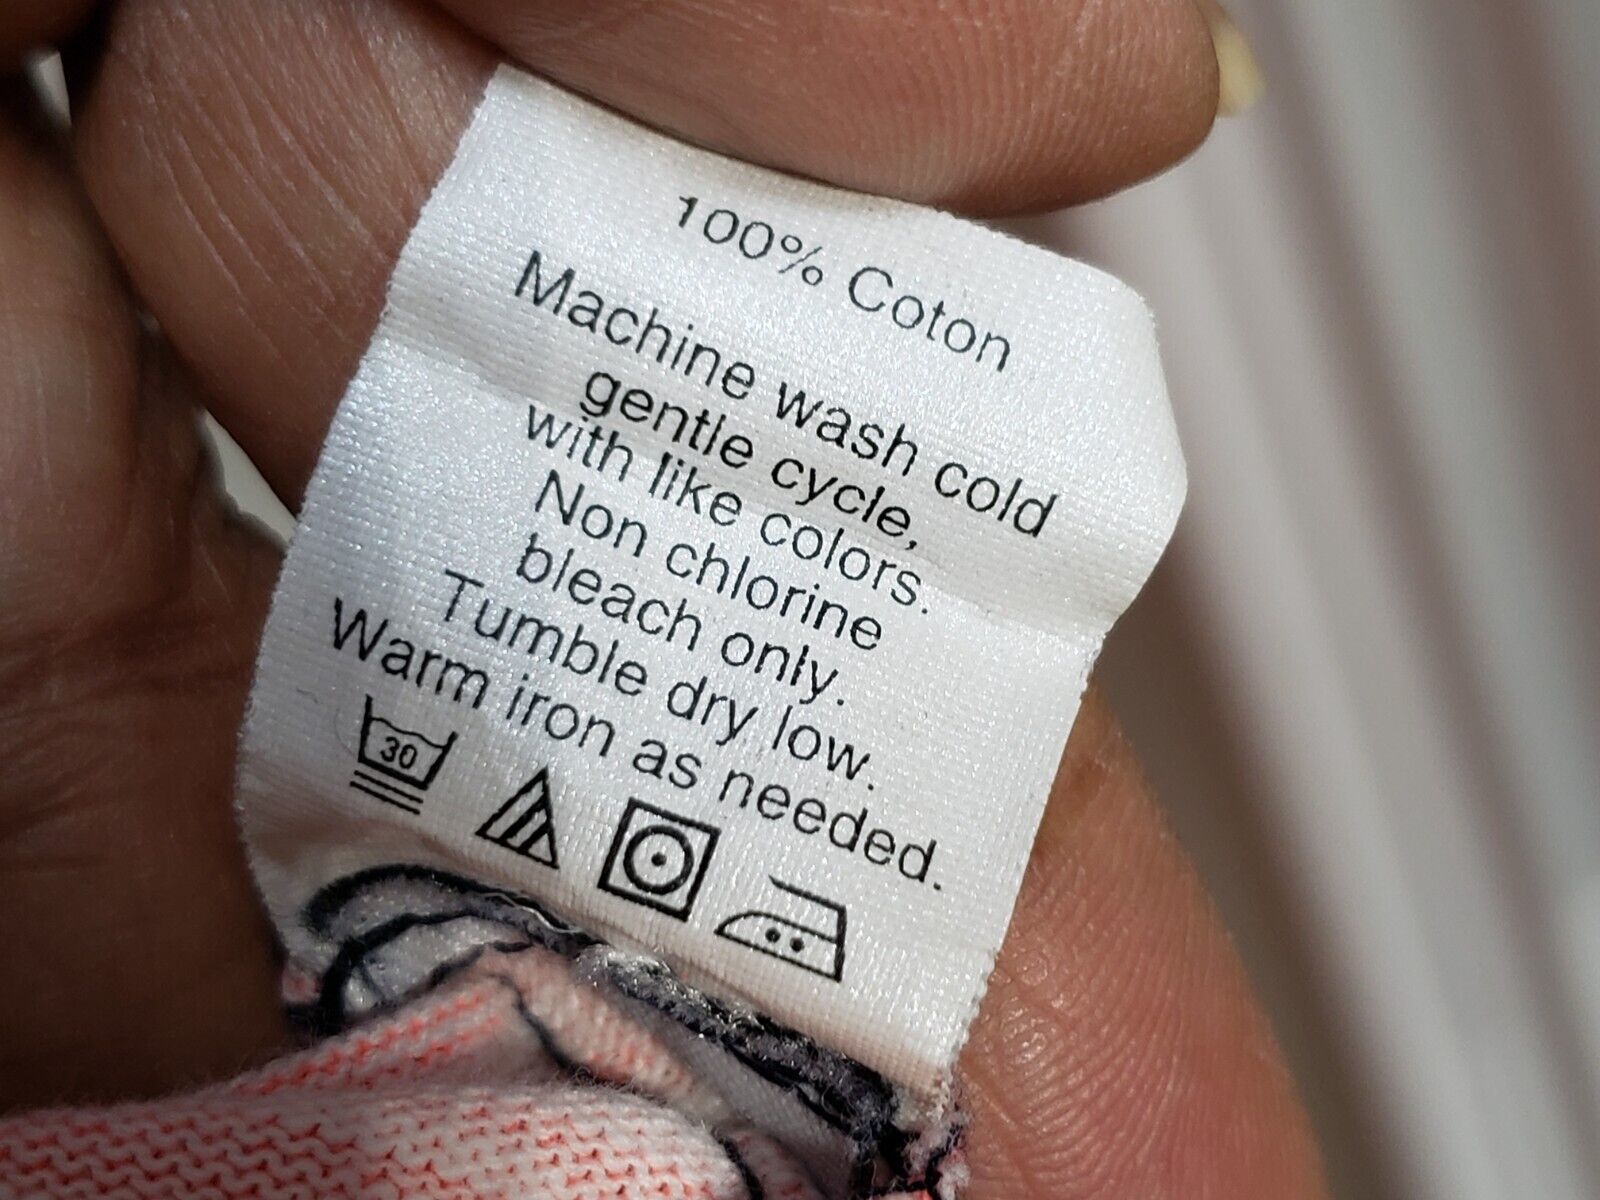 100% Coton
Machine wash cold
gentle cycle,
with like colors.
Non chlorine
bleach only.
Tumble dry low.
Warm iron as needed.
30